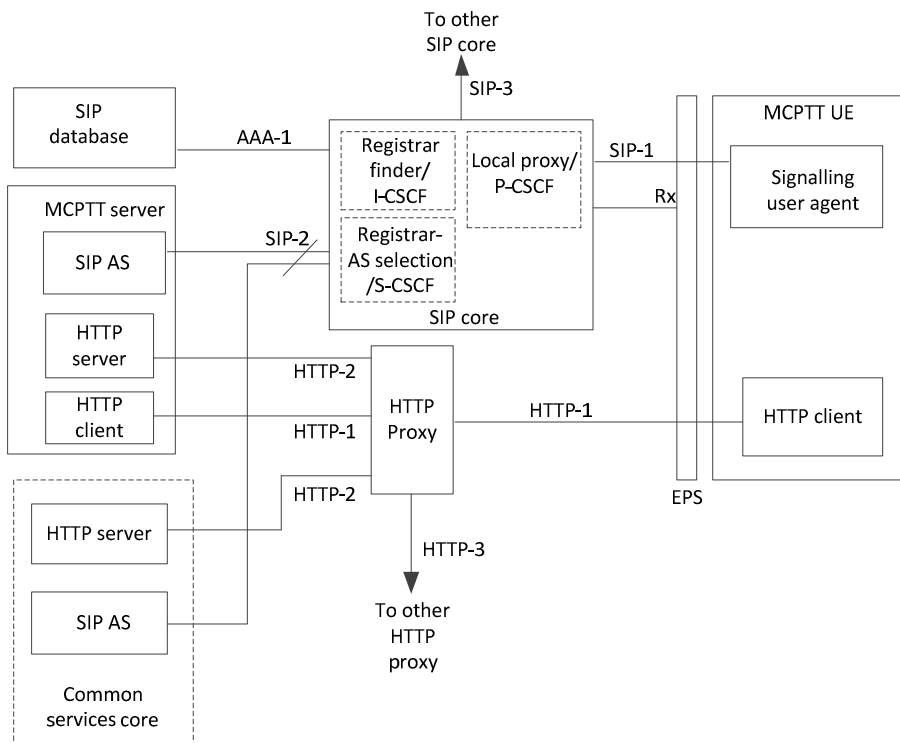 To other
SIP core
SIP-3
SIP
database
AAA-1
Registrar
finder/
I-CSCF
Local proxy/
P-CSCF
SIP-1
Rx
MCPTT UE
Signalling
user agent
MCPTT server
SIP AS
SIP-2
Registrar-
AS selection
/S-CSCF
SIP core
HTTP
server
HTTP-2
HTTP
client
HTTP-1
HTTP
Proxy
HTTP-1
HTTP client
HTTP-2
EPS
HTTP server
HTTP-3
SIP AS
To other
HTTP
proxy
Common
services core